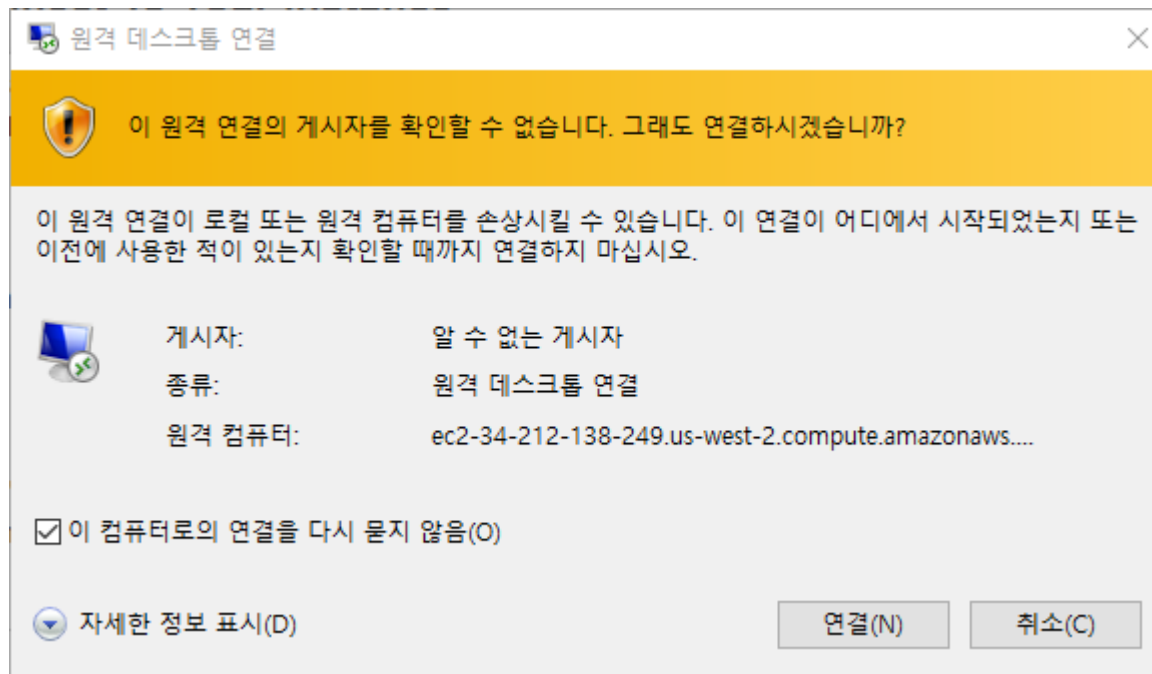 원격 데스크톱 연결
이 원격 연결의 게시자를 확인할 수 없습니다. 그래도 연결하시겠습니까?
이 원격 연결이 로컬 또는 원격 컴퓨터를 손상시킬 수 있습니다. 이 연결이 어디에서 시작되었는지 또는
이전에 사용한 적이 있는지 확인할 때까지 연결하지 마십시오.
게시자: 알 수 없는 게시자
종류: 원격 데스크톱 연결
원격 컴퓨터: ec2-34-212-138-249.us-west-2.compute.amazonaws....
이 컴퓨터로의 연결을 다시 묻지 않음(O)
자세한 정보 표시(D) 연결(N) 취소(C)